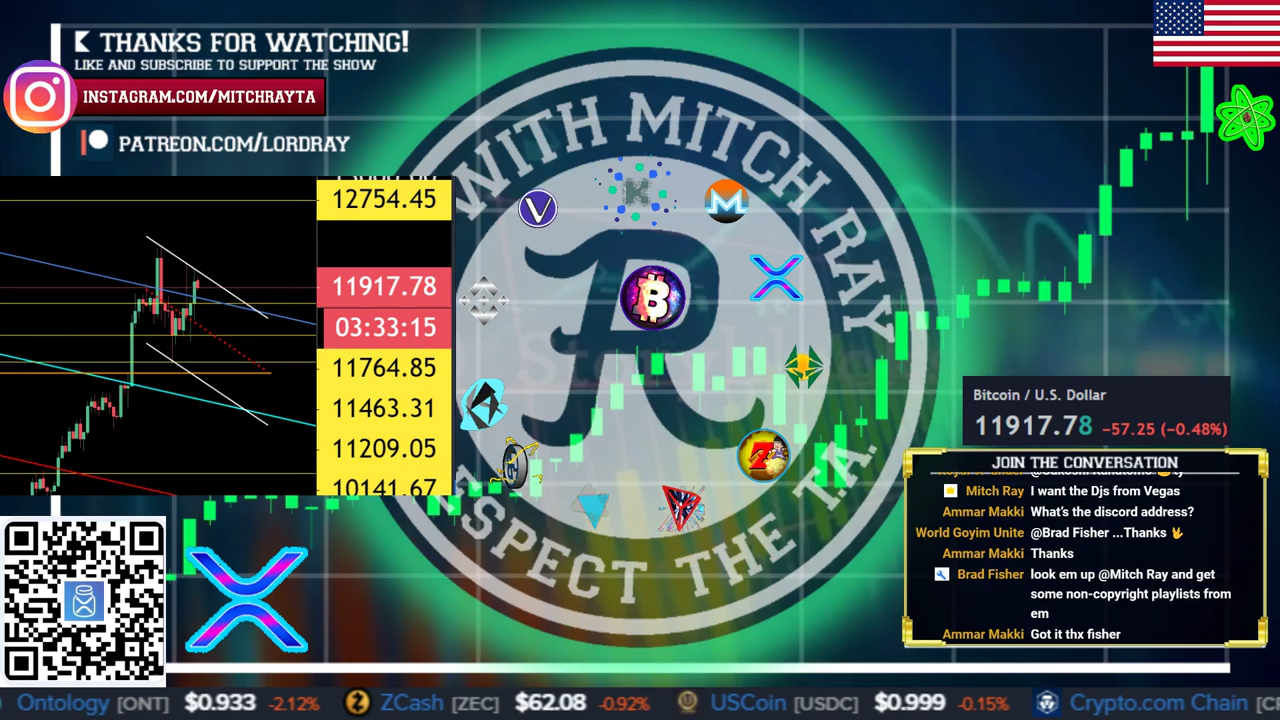 THANKS FOR WATCHING!
LIKE AND SUBSCRIBE TO SUPPORT THE SHOW
INSTAGRAM.COM/MITCHRAYTA
PATREON.COM/LORDRAY
WITH MITCH RAY
R
RESPECT THE TA.
12754.45
11917.78
03:33:15
11764.85
11463.31
11209.05
10141.67
Bitcoin / U.S. Dollar
11917.78 −57.25 (−0.48%)
JOIN THE CONVERSATION
Mitch Ray I want the Djs from Vegas
Ammar Makki What's the discord address?
World Goyim Unite @Brad Fisher ...Thanks 🖖
Ammar Makki Thanks
Brad Fisher look em up @Mitch Ray and get
some non-copyright playlists from
em
Ammar Makki Got it thx fisher
Ontology [ONT] $0.933 -2.12% ZCash [ZEC] $62.08 -0.92% USCoin [USDC] $0.999 -0.15% Crypto.com Chain